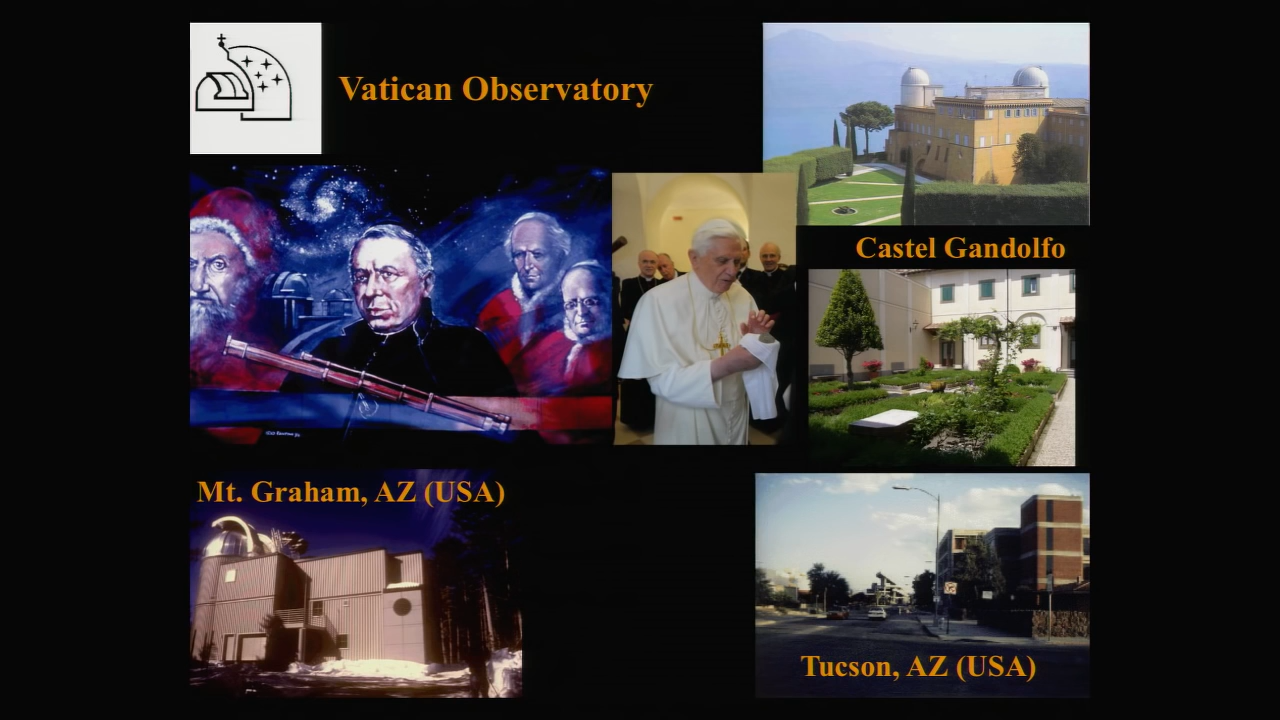 Vatican Observatory
Castel Gandolfo
Mt. Graham, AZ (USA)
Tucson, AZ (USA)